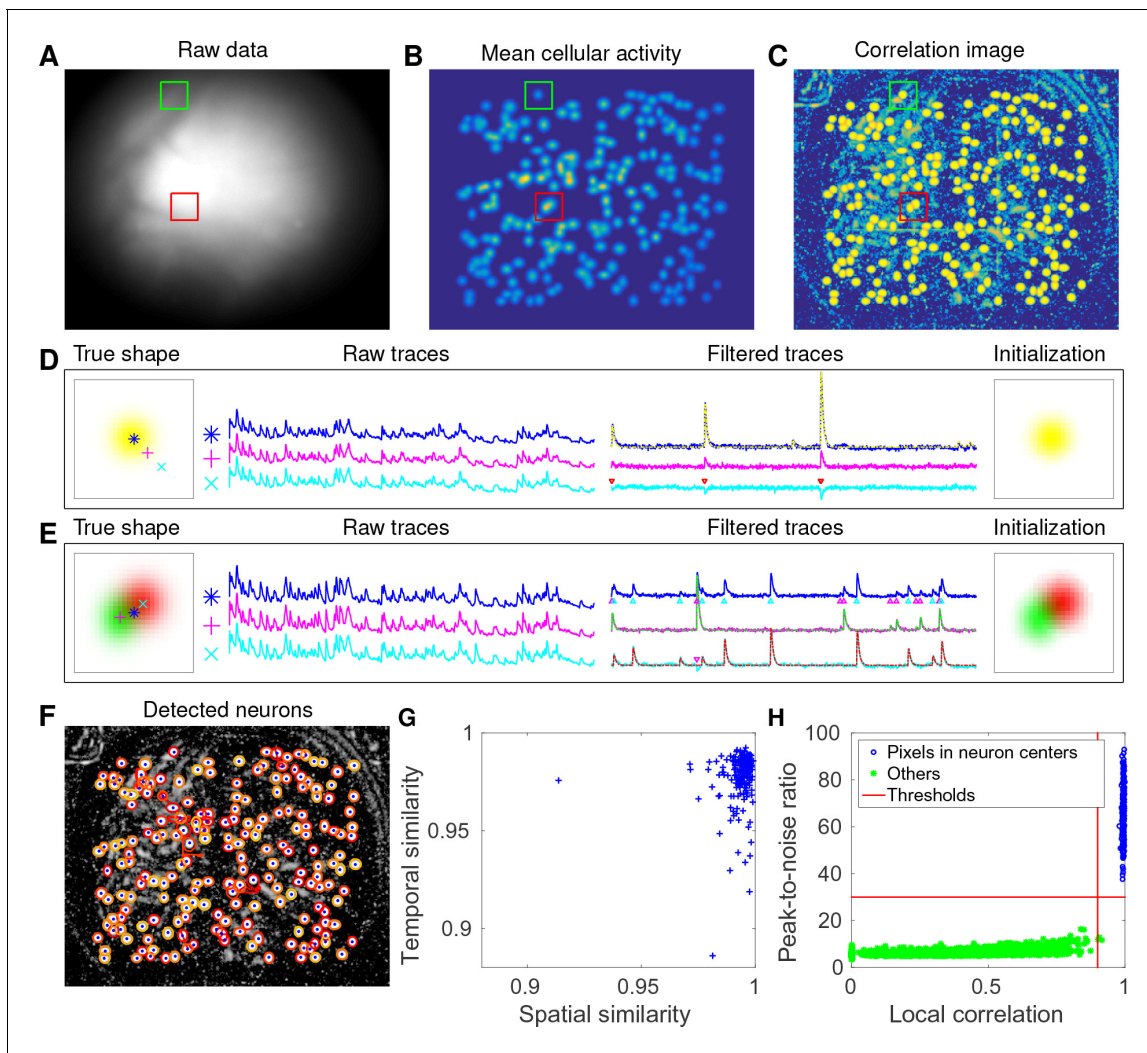 A
Raw data
B
Mean cellular activity
C
Correlation image
D
True shape
Raw traces
Filtered traces
Initialization
E
True shape
Raw traces
Filtered traces
Initialization
F
Detected neurons
G
1
0.95
0.9
Temporal similarity
0.9
0.95
1
Spatial similarity
H
100
80
60
40
20
0
Peak-to-noise ratio
Pixels in neuron centers
Others
Thresholds
0
0.5
1
Local correlation